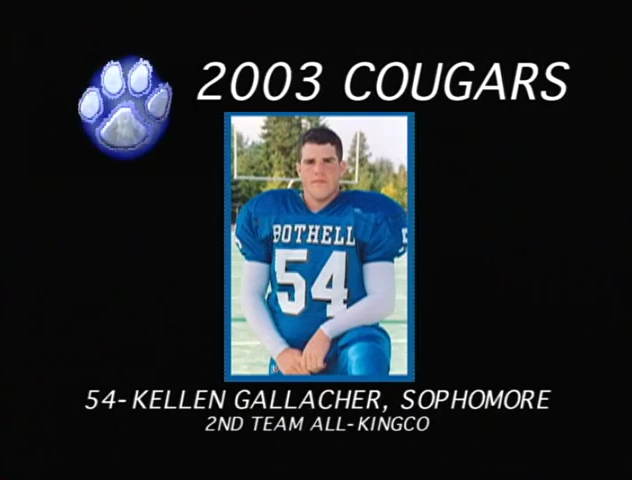 2003 COUGARS
BOTHELL
54
54-KELLEN GALLACHER, SOPHOMORE
2ND TEAM ALL-KINGCO